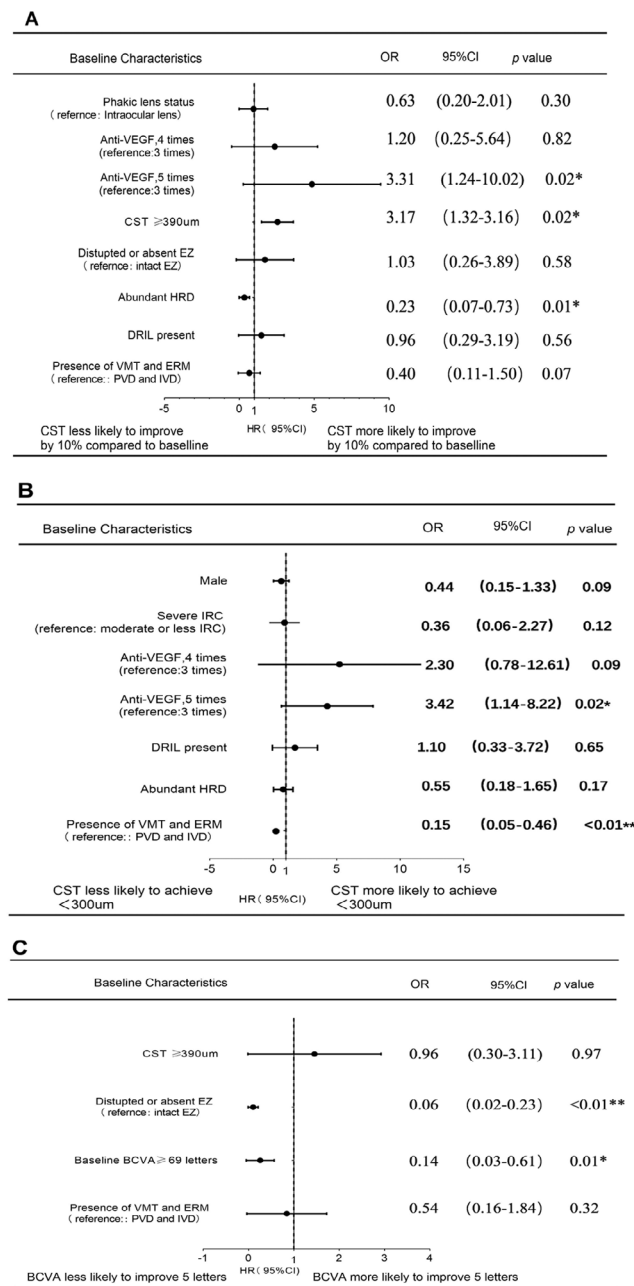 A
Baseline Characteristics OR 95%CI p value
Phakic lens status 0.63 (0.20-2.01) 0.30
( refernce: Intraocular lens)
Anti-VEGF,4 times 1.20 (0.25-5.64) 0.82
(reference:3 times)
Anti-VEGF,5 times 3.31 (1.24-10.02) 0.02*
(reference:3 times)
CST ≥390um 3.17 (1.32-3.16) 0.02*
Distupted or absent EZ 1.03 (0.26-3.89) 0.58
( refernce: intact EZ)
Abundant HRD 0.23 (0.07-0.73) 0.01*
DRIL present 0.96 (0.29-3.19) 0.56
Presence of VMT and ERM 0.40 (0.11-1.50) 0.07
(reference:: PVD and IVD)
-5 0 1 5 10
HR( 95%CI)
CST less likely to improve CST more likely to improve
by 10% compared to basellline by 10% compared to baseline
B
Baseline Characteristics OR 95%CI p value
Male 0.44 (0.15-1.33) 0.09
Severe IRC 0.36 (0.06-2.27) 0.12
(reference: moderate or less IRC)
Anti-VEGF,4 times 2.30 (0.78-12.61) 0.09
(reference:3 times)
Anti-VEGF,5 times 3.42 (1.14-8.22) 0.02*
(reference:3 times)
DRIL present 1.10 (0.33-3.72) 0.65
Abundant HRD 0.55 (0.18-1.65) 0.17
Presence of VMT and ERM 0.15 (0.05-0.46) <0.01**
( reference:: PVD and IVD)
-5 0 1 5 10 15
HR( 95%CI)
CST less likely to achieve CST more likely to achieve
<300um <300um
C
Baseline Characteristics OR 95%CI p value
CST ≥390um 0.96 (0.30-3.11) 0.97
Distupted or absent EZ 0.06 (0.02-0.23) <0.01**
( refernce: intact EZ)
Baseline BCVA≥ 69 letters 0.14 (0.03-0.61) 0.01*
Presence of VMT and ERM 0.54 (0.16-1.84) 0.32
(reference:: PVD and IVD)
-1 0 1 2 3 4
HR( 95%CI)
BCVA less likely to improve 5 letters BCVA more likely to improve 5 letters